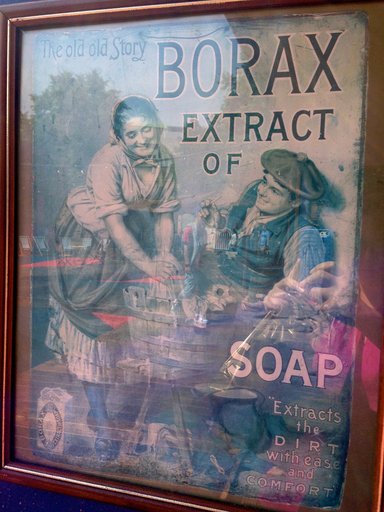 The old old Story
BORAX
EXTRACT
OF
SOAP
"Extracts
the
DIRT
with ease
and
COMFORT